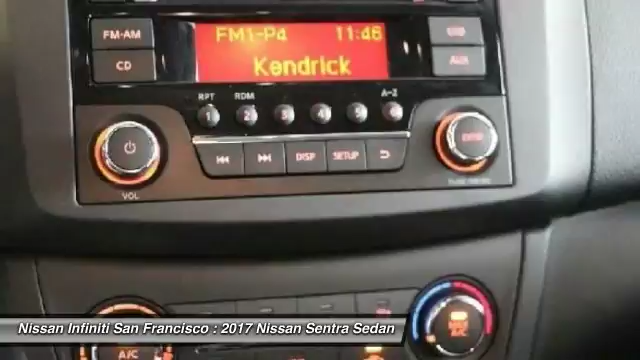 FM-AM
FM1-P4 11:46
CD
Kendrick
AUX
RPT RDM A-Z
1 2 3 4 5
DISP SETUP
VOL
ENTER
A/C
Nissan Infiniti San Francisco : 2017 Nissan Sentra Sedan